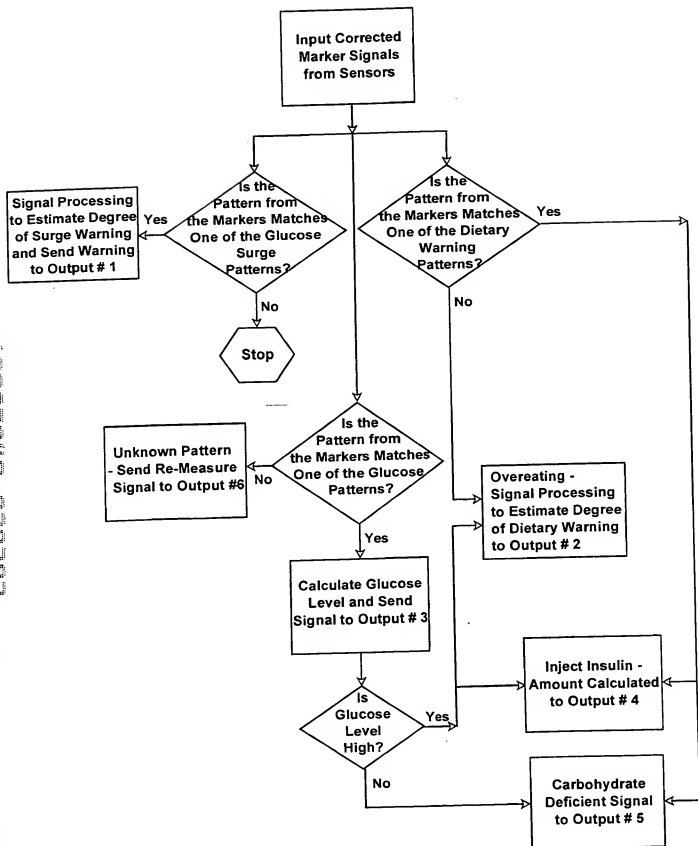 Input Corrected
Marker Signals
from Sensors
Is the
Pattern from
the Markers Matches
One of the Glucose
Surge
Patterns?
Yes
Signal Processing
to Estimate Degree
of Surge Warning
and Send Warning
to Output # 1
No
Stop
Is the
Pattern from
the Markers Matches
One of the Dietary
Warning
Patterns?
Yes
No
Is the
Pattern from
the Markers Matches
One of the Glucose
Patterns?
No
Unknown Pattern
- Send Re-Measure
Signal to Output #6
Yes
Overeating -
Signal Processing
to Estimate Degree
of Dietary Warning
to Output # 2
Calculate Glucose
Level and Send
Signal to Output # 3
Is
Glucose
Level
High?
Yes
No
Inject Insulin -
Amount Calculated
to Output # 4
Carbohydrate
Deficient Signal
to Output # 5